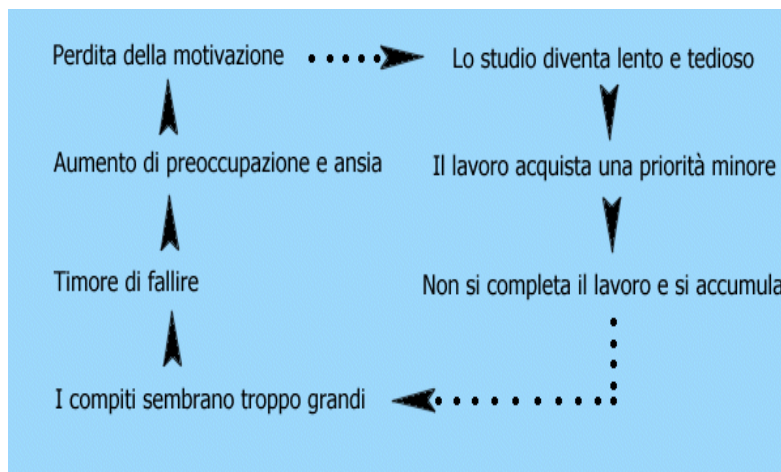 Perdita della motivazione
Lo studio diventa lento e tedioso
Aumento di preoccupazione e ansia
Il lavoro acquista una priorità minore
Timore di fallire
Non si completa il lavoro e si accumula
I compiti sembrano troppo grandi